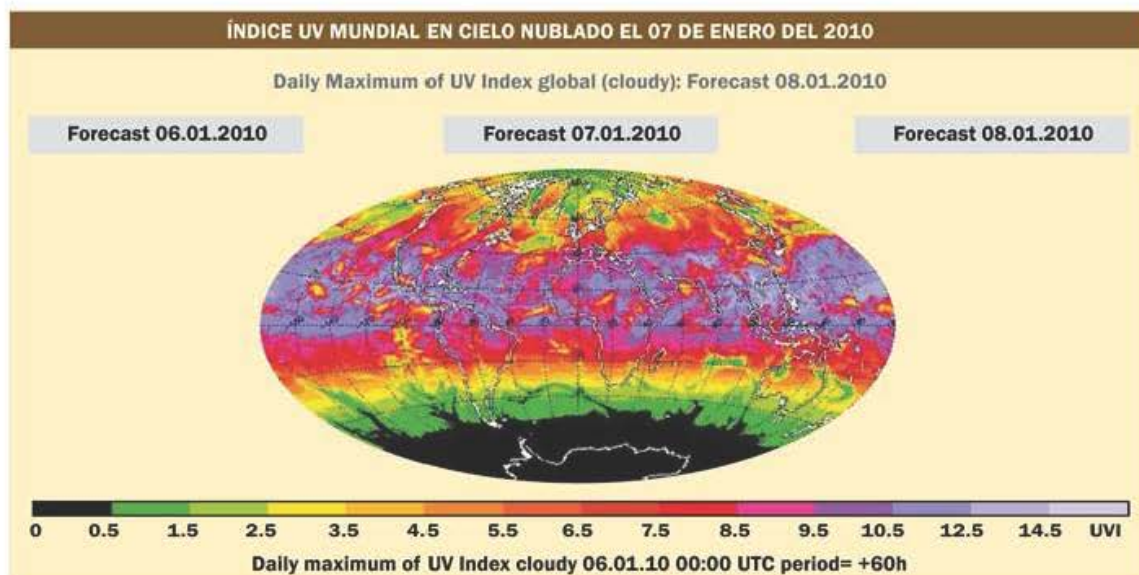 ÍNDICE UV MUNDIAL EN CIELO NUBLADO EL 07 DE ENERO DEL 2010
Daily Maximum of UV Index global (cloudy): Forecast 08.01.2010
Forecast 06.01.2010 Forecast 07.01.2010 Forecast 08.01.2010
0 0.5 1.5 2.5 3.5 4.5 5.5 6.5 7.5 8.5 9.5 10.5 12.5 14.5 UVI
Daily maximum of UV Index cloudy 06.01.10 00:00 UTC period= +60h